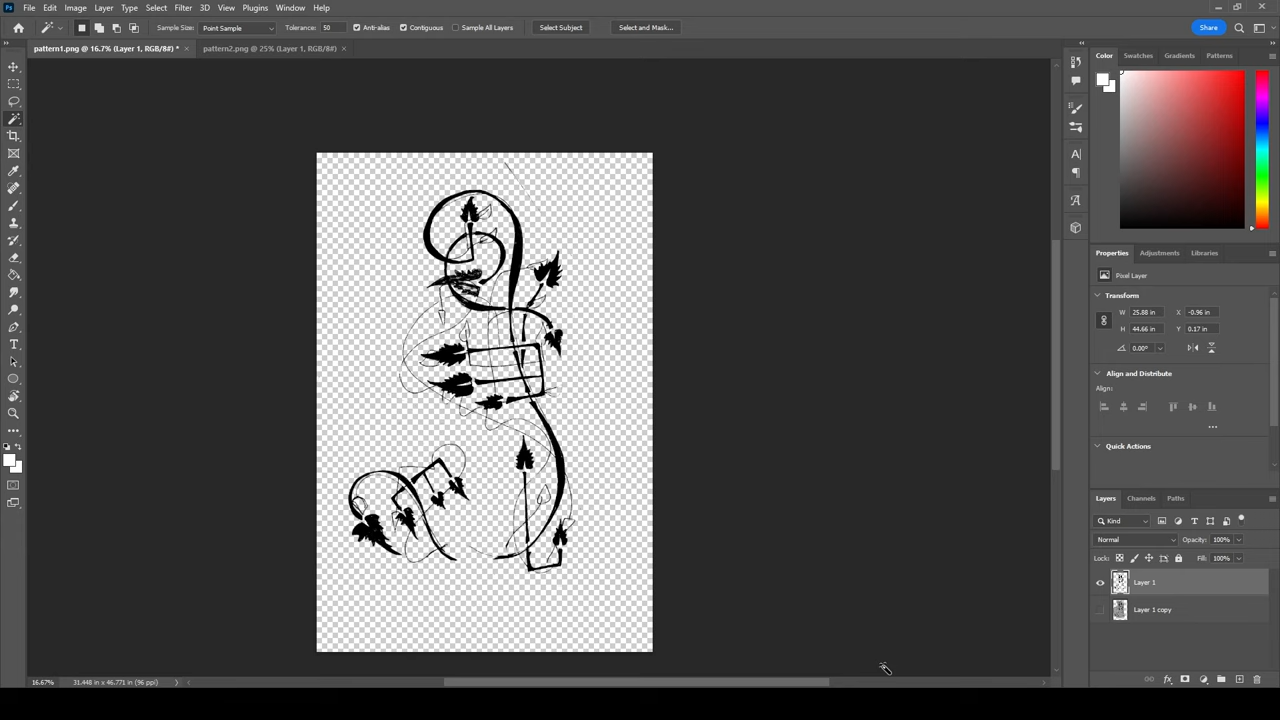 Ps File Edit Image Layer Type Select Filter 3D View Plugins Window Help
Sample Size: Point Sample Tolerance: 50 Anti-alias Contiguous Sample All Layers Select Subject Select and Mask... Share
pattern1.png @ 16.7% (Layer 1, RGB/8#) * × pattern2.png @ 25% (Layer 1, RGB/8#) ×
Color Swatches Gradients Patterns
Properties Adjustments Libraries
Pixel Layer
Transform
W 25.88 in X -0.96 in
H 44.66 in Y 0.17 in
0.00°
Align and Distribute
Align:
...
Quick Actions
Layers Channels Paths
Kind
Normal Opacity: 100%
Lock: Fill: 100%
Layer 1
Layer 1 copy
16.67% 31.448 in x 46.771 in (96 ppi)